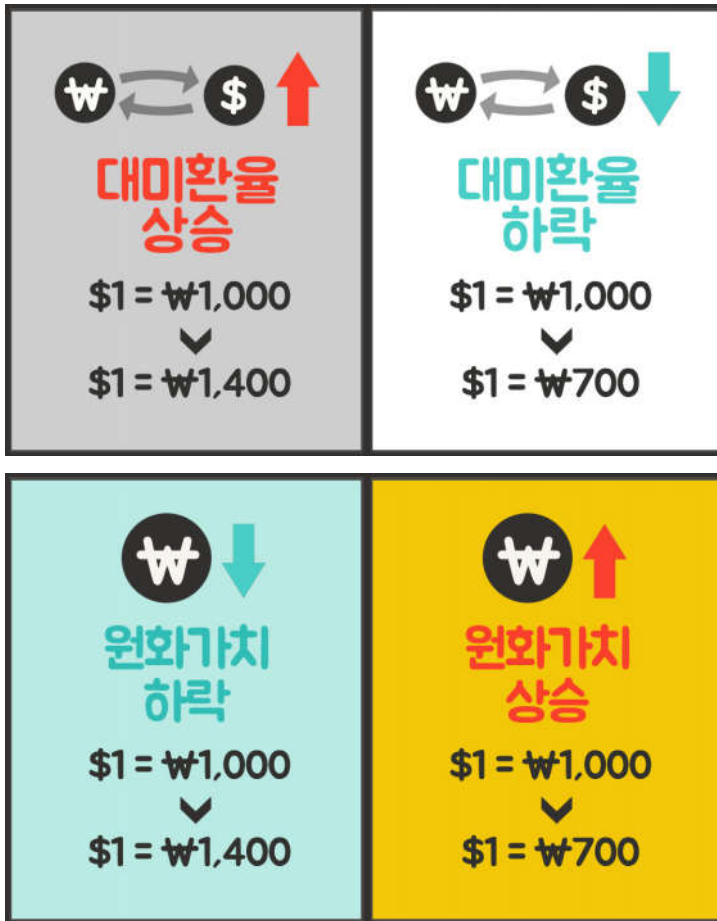 ₩ $
대미환율
상승
$1 = ₩1,000
$1 = ₩1,400
₩ $
대미환율
하락
$1 = ₩1,000
$1 = ₩700
₩
원화가치
하락
$1 = ₩1,000
$1 = ₩1,400
₩
원화가치
상승
$1 = ₩1,000
$1 = ₩700